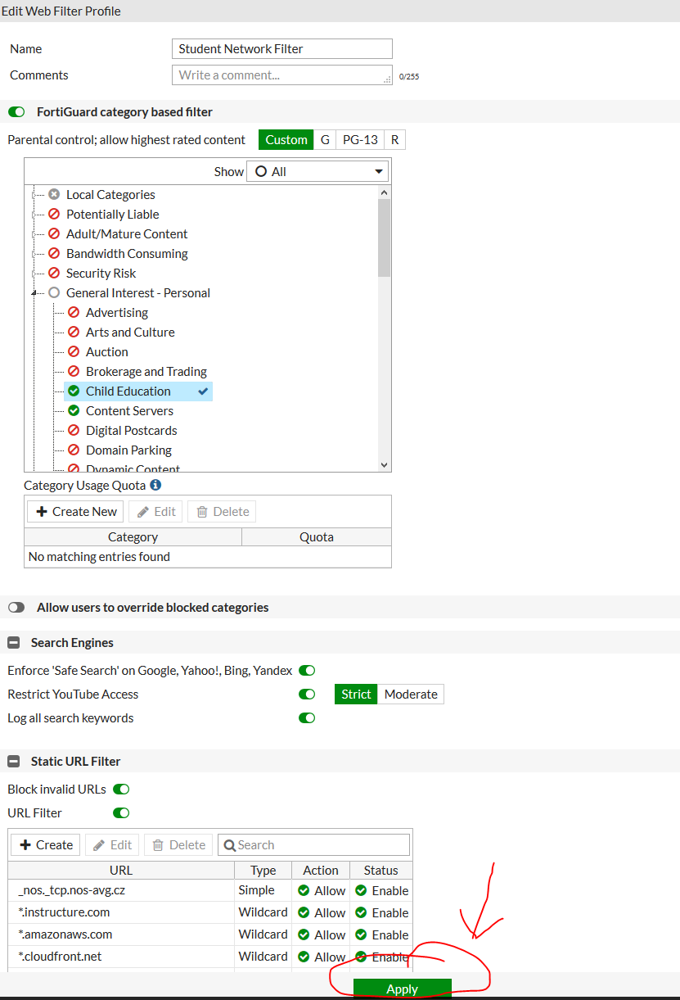 Edit Web Filter Profile
Name Student Network Filter
Comments Write a comment... 0/255
FortiGuard category based filter
Parental control; allow highest rated content Custom G PG-13 R
Show All
Local Categories
Potentially Liable
Adult/Mature Content
Bandwidth Consuming
Security Risk
General Interest - Personal
Advertising
Arts and Culture
Auction
Brokerage and Trading
Child Education
Content Servers
Digital Postcards
Domain Parking
Dynamic Content
Category Usage Quota
Create New Edit Delete
Category Quota
No matching entries found
Allow users to override blocked categories
Search Engines
Enforce 'Safe Search' on Google, Yahoo!, Bing, Yandex
Restrict YouTube Access Strict Moderate
Log all search keywords
Static URL Filter
Block invalid URLs
URL Filter
Create Edit Delete Search
URL Type Action Status
_nos._tcp.nos-avg.cz Simple Allow Enable
*.instructure.com Wildcard Allow Enable
*.amazonaws.com Wildcard Allow Enable
*.cloudfront.net Wildcard Allow Enable
Apply